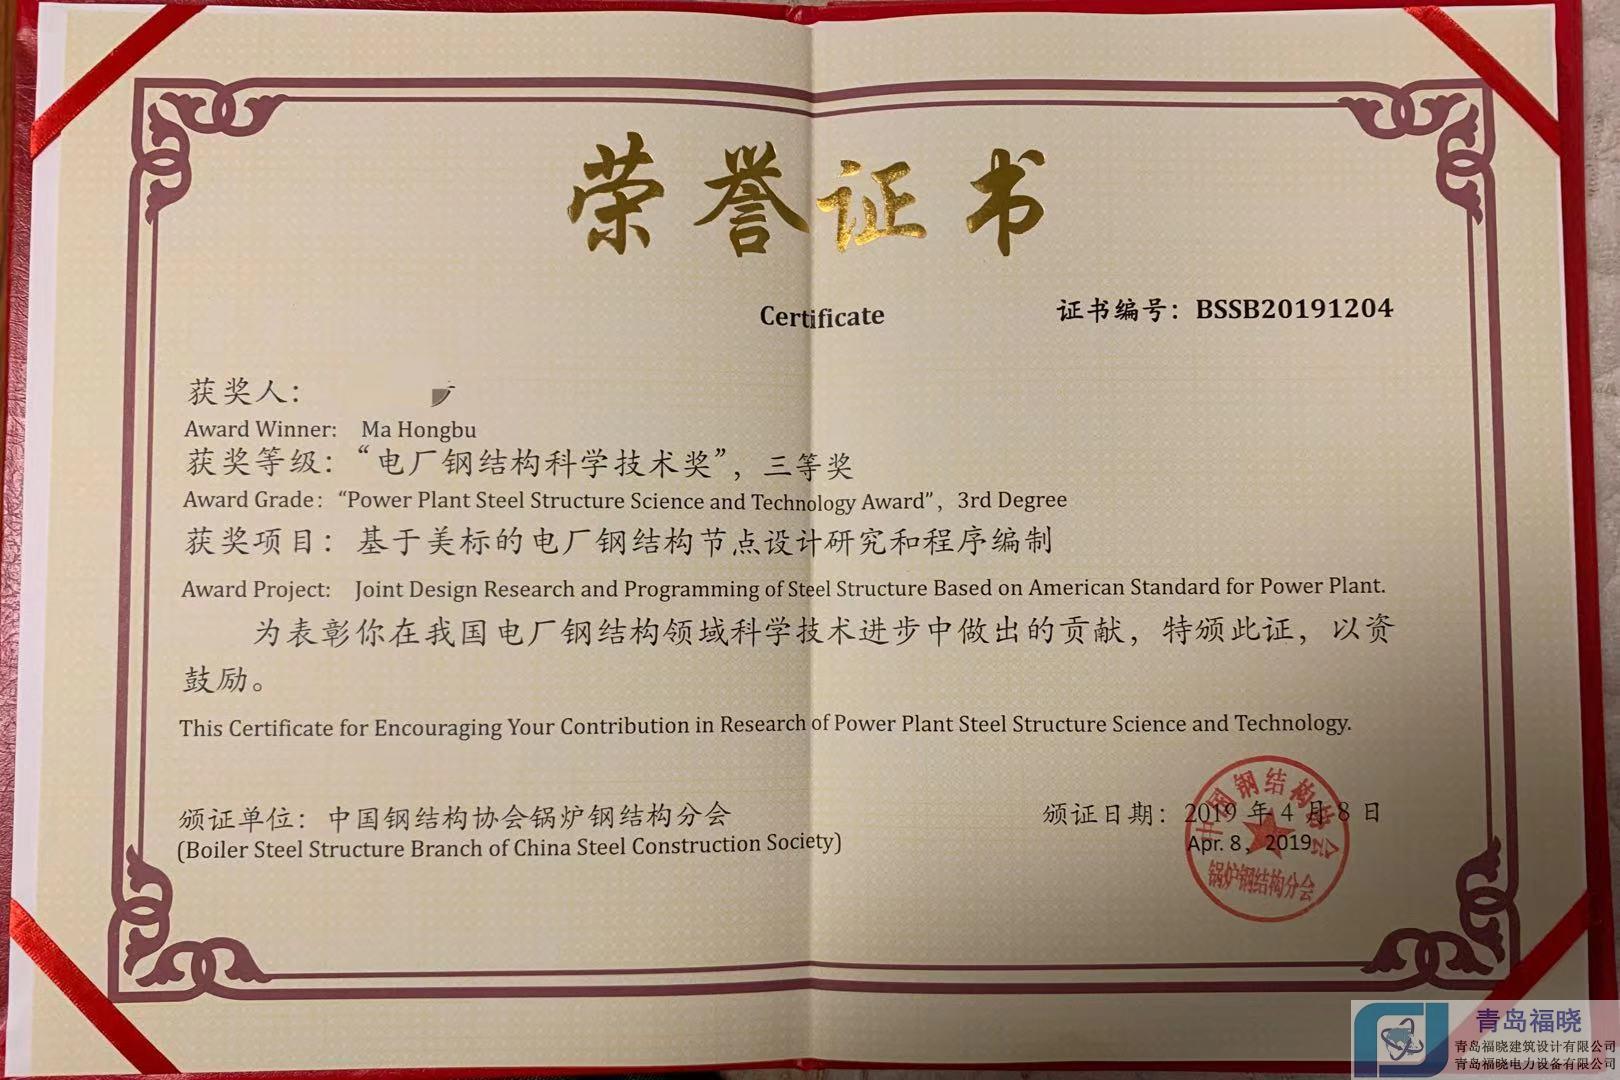 荣誉证书
Certificate
证书编号：BSSB20191204
获奖人：
Award Winner: Ma Hongbu
获奖等级：“电厂钢结构科学技术奖”，三等奖
Award Grade：“Power Plant Steel Structure Science and Technology Award”，3rd Degree
获奖项目：基于美标的电厂钢结构节点设计研究和程序编制
Award Project: Joint Design Research and Programming of Steel Structure Based on American Standard for Power Plant.
为表彰你在我国电厂钢结构领域科学技术进步中做出的贡献，特颁此证，以资
鼓励。
This Certificate for Encouraging Your Contribution in Research of Power Plant Steel Structure Science and Technology.
颁证单位：中国钢结构协会锅炉钢结构分会
(Boiler Steel Structure Branch of China Steel Construction Society)
颁证日期：2019 年 4 月 8 日
Apr. 8，2019
中国钢结构协会
锅炉钢结构分会
青岛福晓
青岛福晓建筑设计有限公司
青岛福晓电力设备有限公司